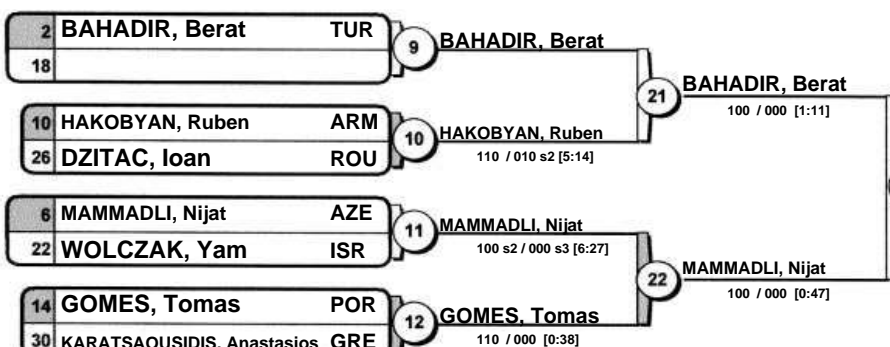 2 BAHADIR, Berat TUR
18
9 BAHADIR, Berat
10 HAKOBYAN, Ruben ARM
26 DZITAC, Ioan ROU
10 HAKOBYAN, Ruben
110 / 010 s2 [5:14]
21 BAHADIR, Berat
100 / 000 [1:11]
6 MAMMADLI, Nijat AZE
22 WOLCZAK, Yam ISR
11 MAMMADLI, Nijat
100 s2 / 000 s3 [6:27]
14 GOMES, Tomas POR
30 KARATSAOUSIDIS, Anastasios GRE
12 GOMES, Tomas
110 / 000 [0:38]
22 MAMMADLI, Nijat
100 / 000 [0:47]